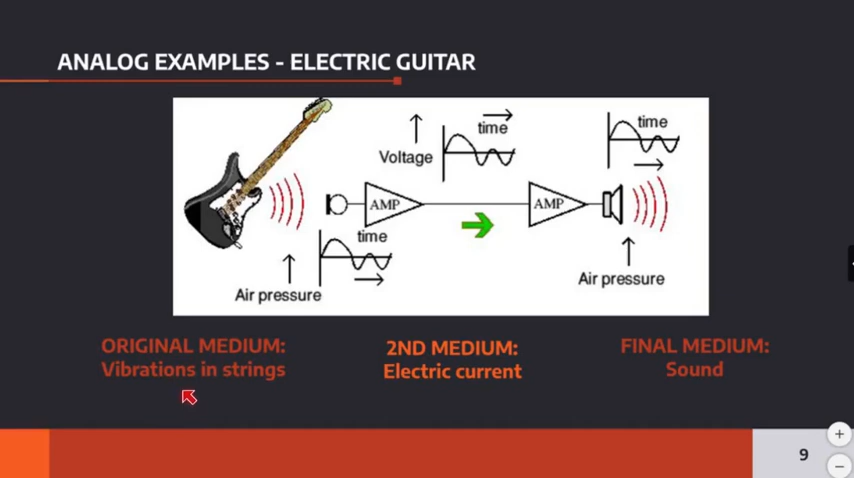 ANALOG EXAMPLES - ELECTRIC GUITAR
time
Voltage
time
AMP
AMP
time
Air pressure
Air pressure
ORIGINAL MEDIUM:
Vibrations in strings
2ND MEDIUM:
Electric current
FINAL MEDIUM:
Sound
9